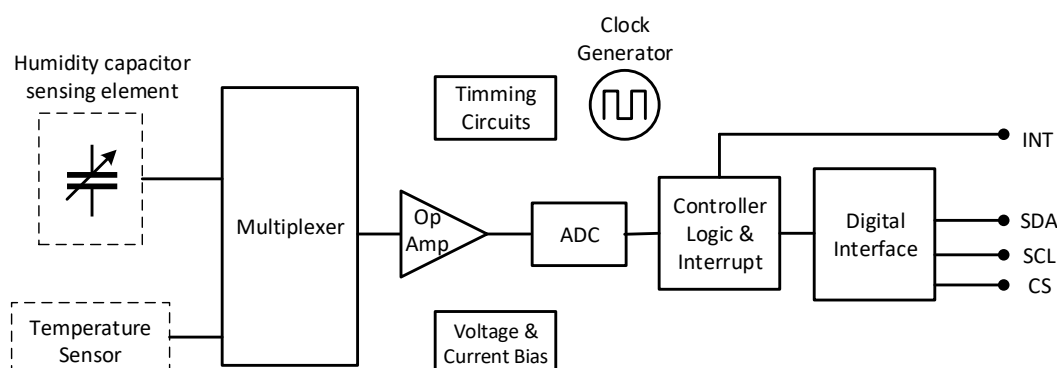 Clock
Generator
Humidity capacitor
sensing element
Timming
Circuits
INT
Multiplexer
Op
Amp
ADC
Controller
Logic &
Interrupt
Digital
Interface
SDA
SCL
CS
Temperature
Sensor
Voltage &
Current Bias